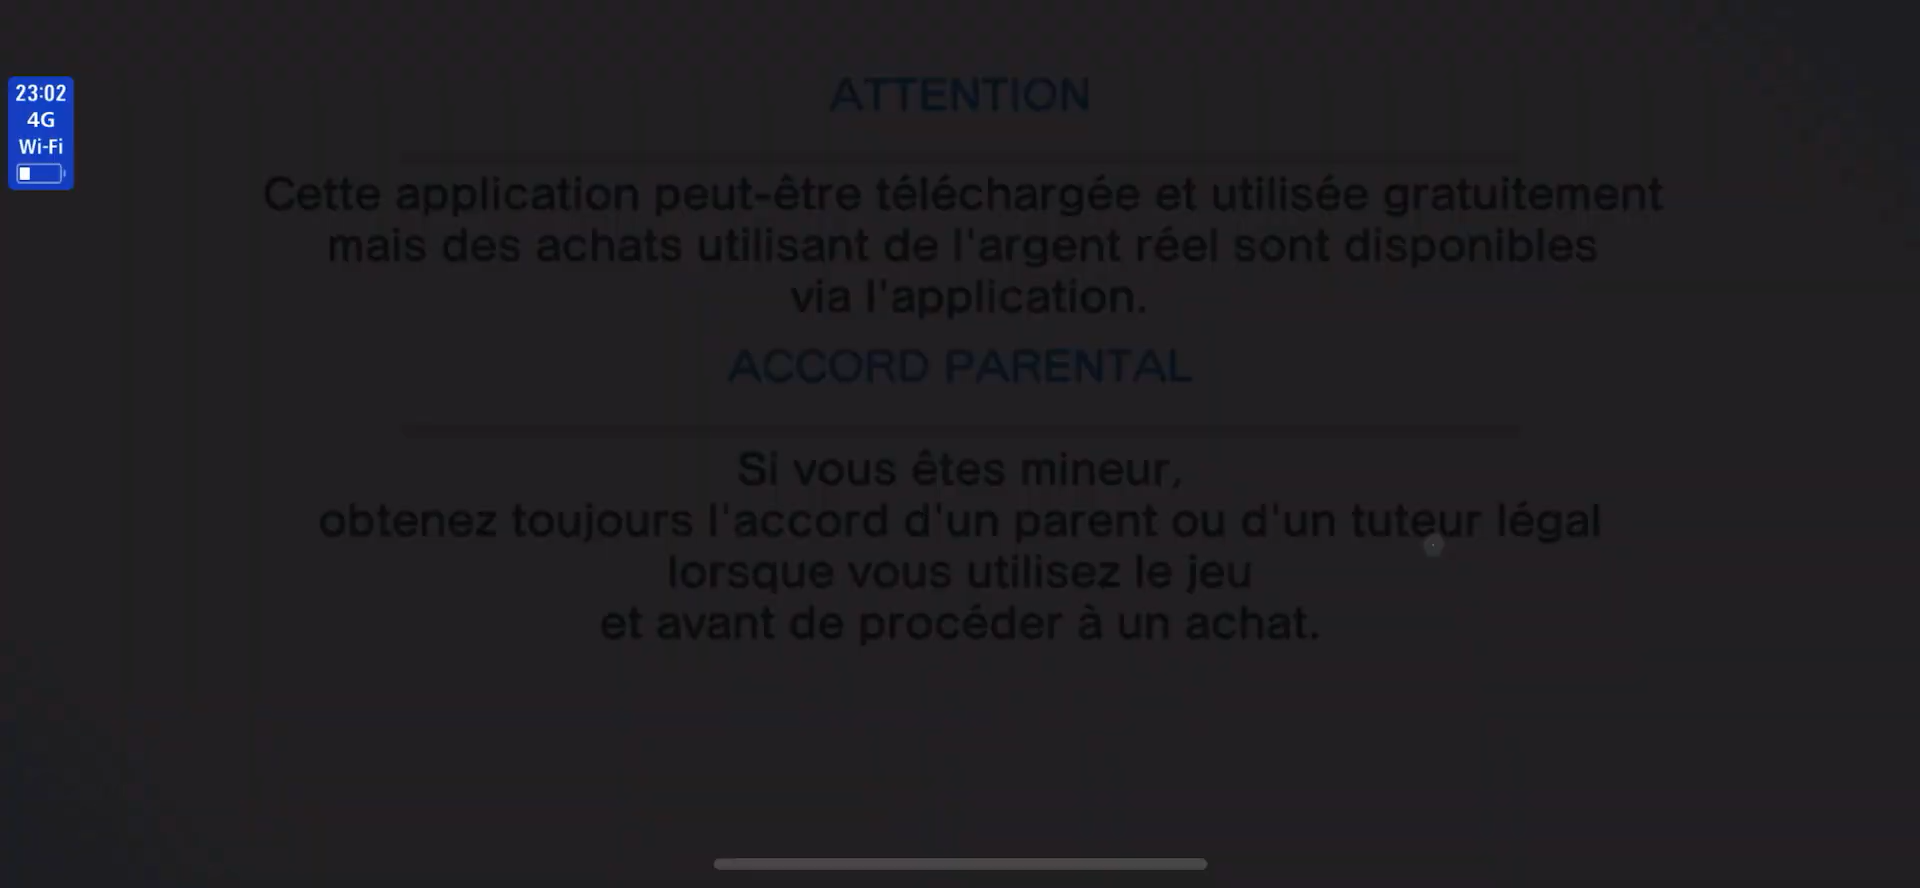 23:02
4G
Wi-Fi
ATTENTION
Cette application peut-être téléchargée et utilisée gratuitement
mais des achats utilisant de l'argent réel sont disponibles
via l'application.
ACCORD PARENTAL
Si vous êtes mineur,
obtenez toujours l'accord d'un parent ou d'un tuteur légal
lorsque vous utilisez le jeu
et avant de procéder à un achat.